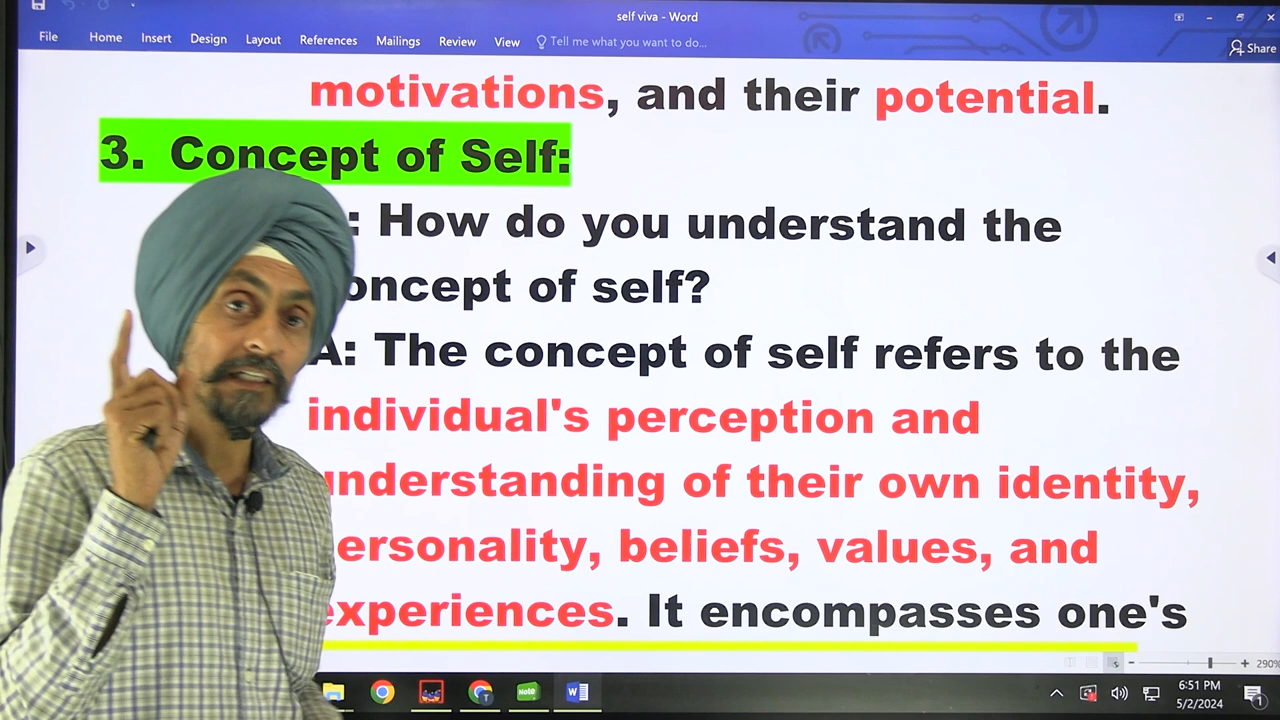 self viva - Word
File Home Insert Design Layout References Mailings Review View Tell me what you want to do... Share
motivations, and their potential.
3. Concept of Self:
: How do you understand the
oncept of self?
A: The concept of self refers to the
individual's perception and
understanding of their own identity,
ersonality, beliefs, values, and
experiences. It encompasses one's
290%
Note
6:51 PM
5/2/2024